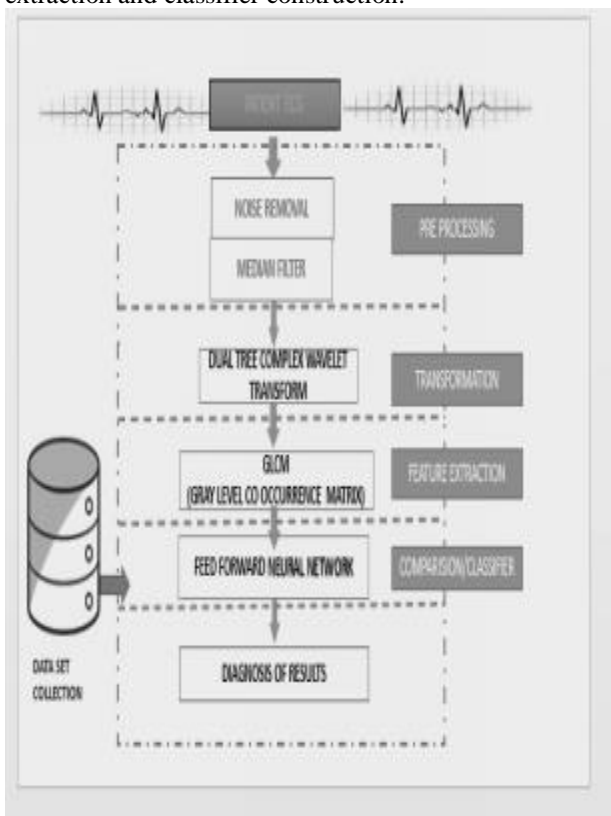 extraction and classifier construction.
NOISE REMOVAL
MEDIAN FILTER
PRE PROCESSING
DUAL TREE COMPLEX WAVELET
TRANSFORM
TRANSFORMATION
GLCM
(GRAY LEVEL CO OCCURRENCE MATRIX)
FEATURE EXTRACTION
FEED FORWARD NEURAL NETWORK
COMPARISION/CLASSIFIER
DATA SET
COLLECTION
DIAGNOSIS OF RESULTS